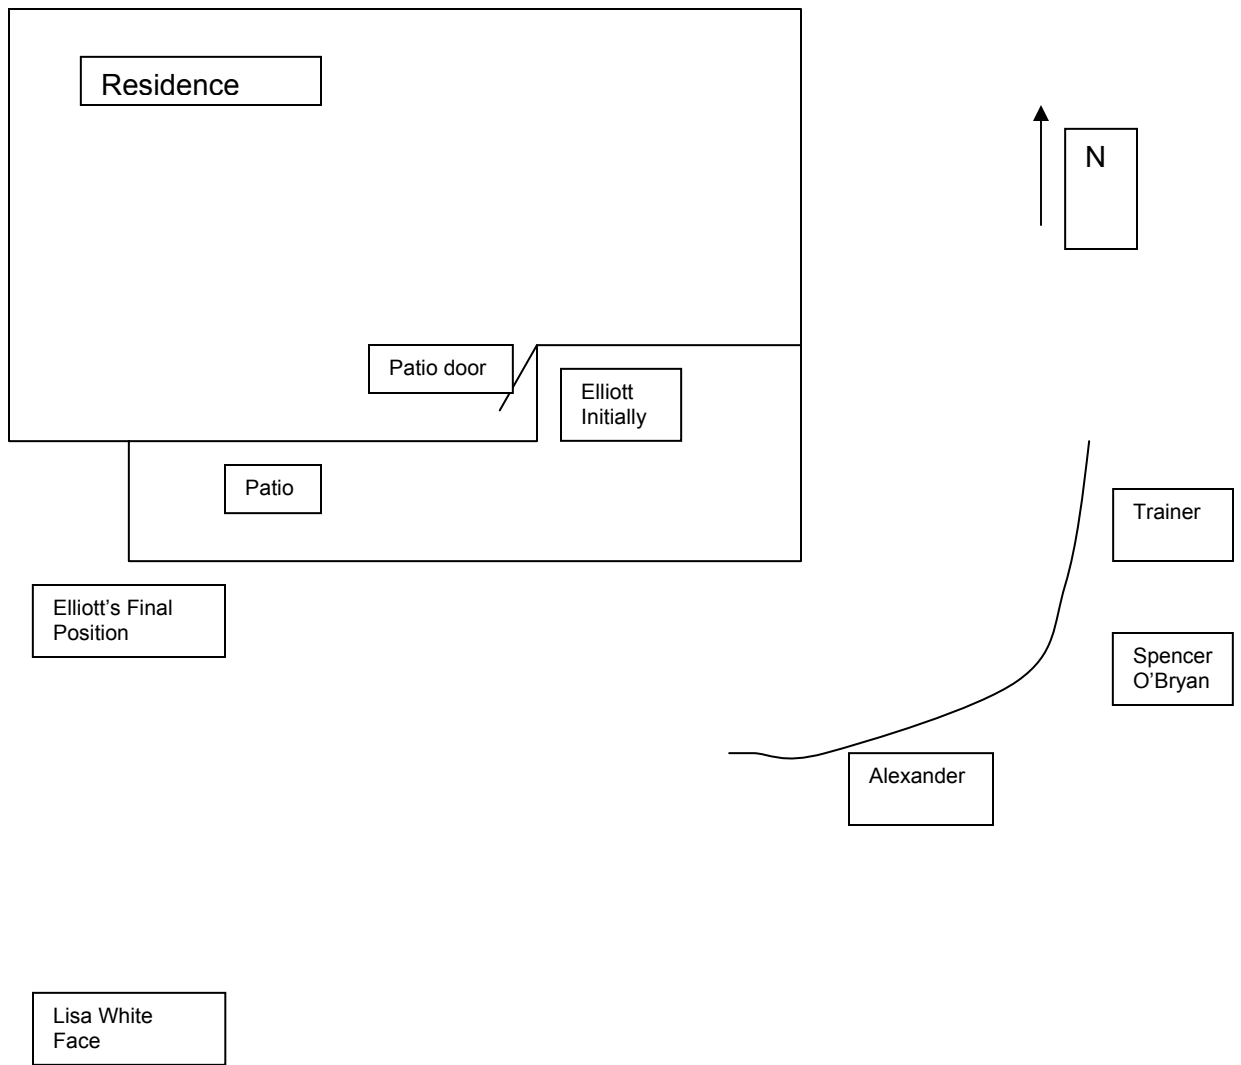 Residence
N
Patio door
Elliott
Initially
Patio
Trainer
Elliott’s Final
Position
Spencer
O’Bryan
Alexander
Lisa White
Face